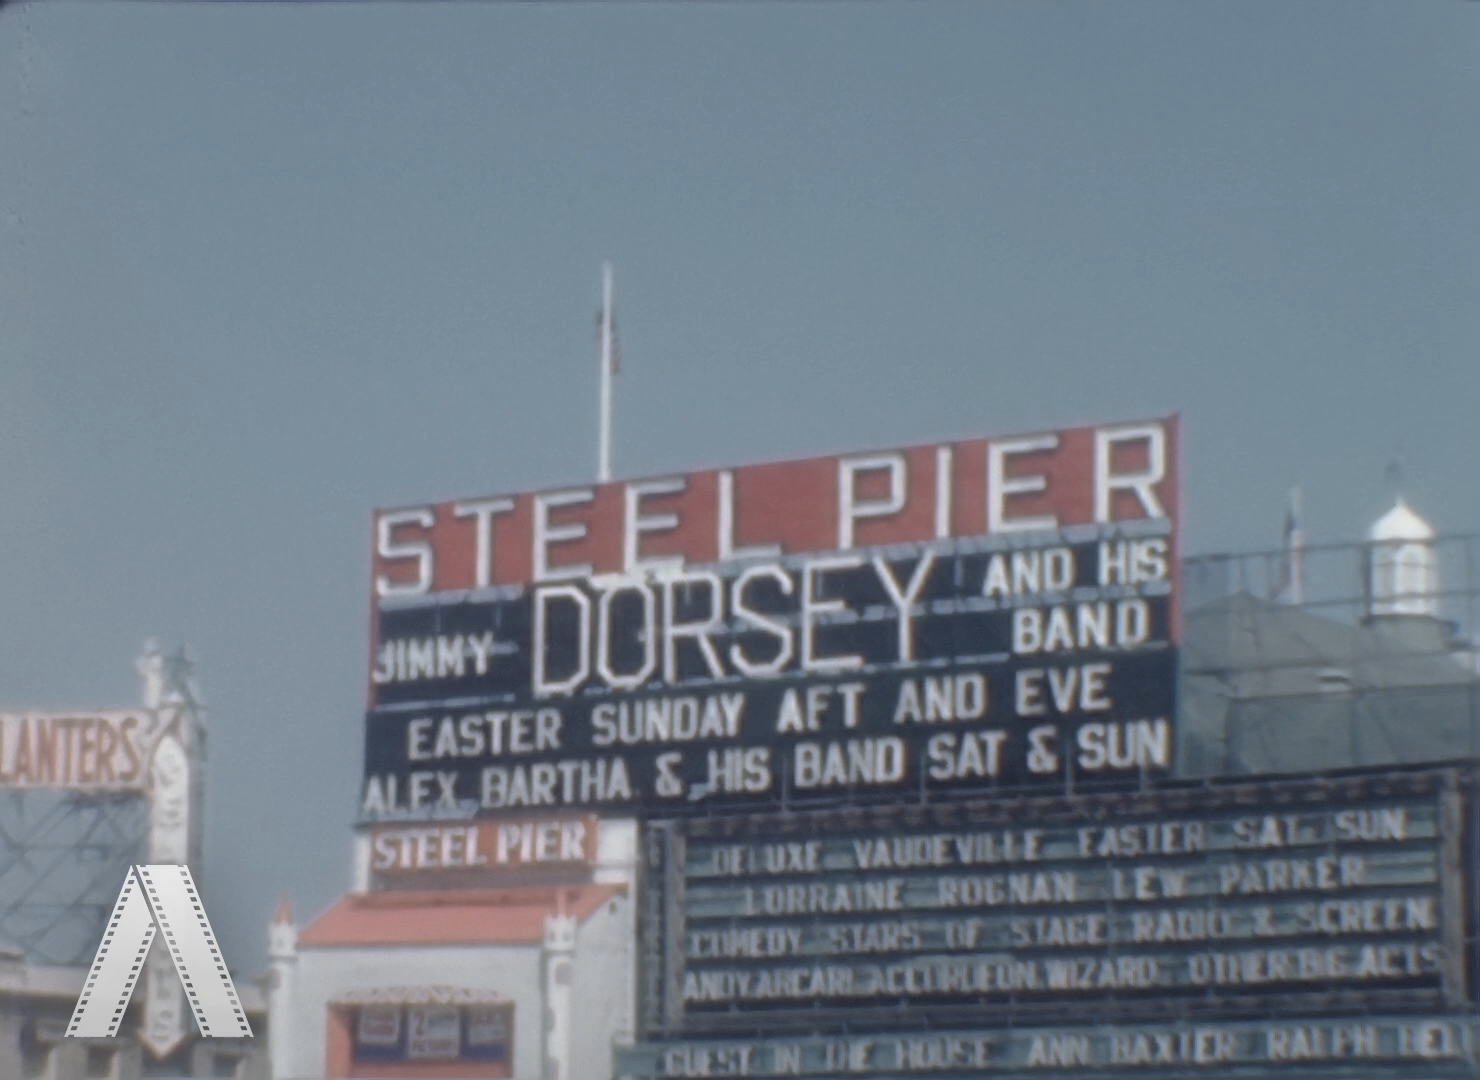 STEEL PIER
JIMMY DORSEY AND HIS BAND
EASTER SUNDAY AFT AND EVE
ALEX BARTHA & HIS BAND SAT & SUN
LANTERS
STEEL PIER
DELUXE VAUDEVILLE EASTER SAT. SUN
LORRAINE ROGNAN LEW PARKER
COMEDY STARS OF STAGE RADIO & SCREEN
ANDY ARCARI ACCORDEON WIZARD OTHER BIG ACTS
GUEST IN THE HOUSE ANN BAXTER RALPH BELL